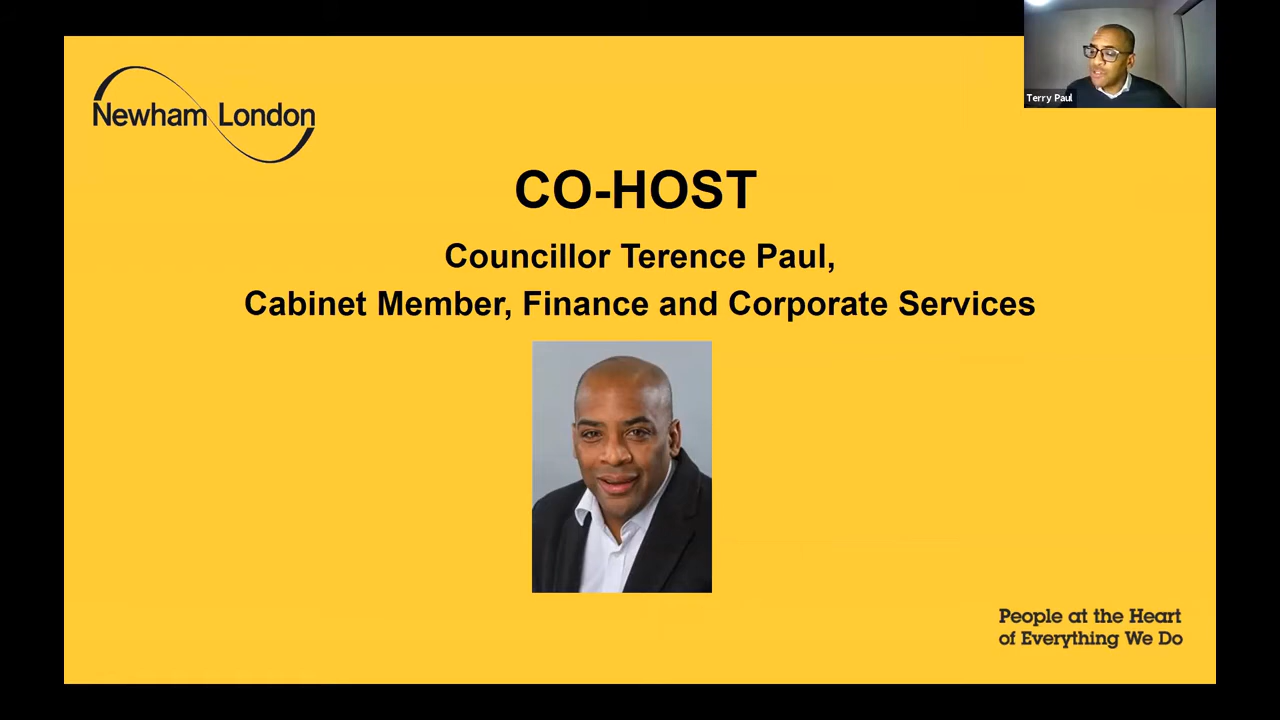 Newham London
Terry Paul
CO-HOST
Councillor Terence Paul,
Cabinet Member, Finance and Corporate Services
People at the Heart
of Everything We Do